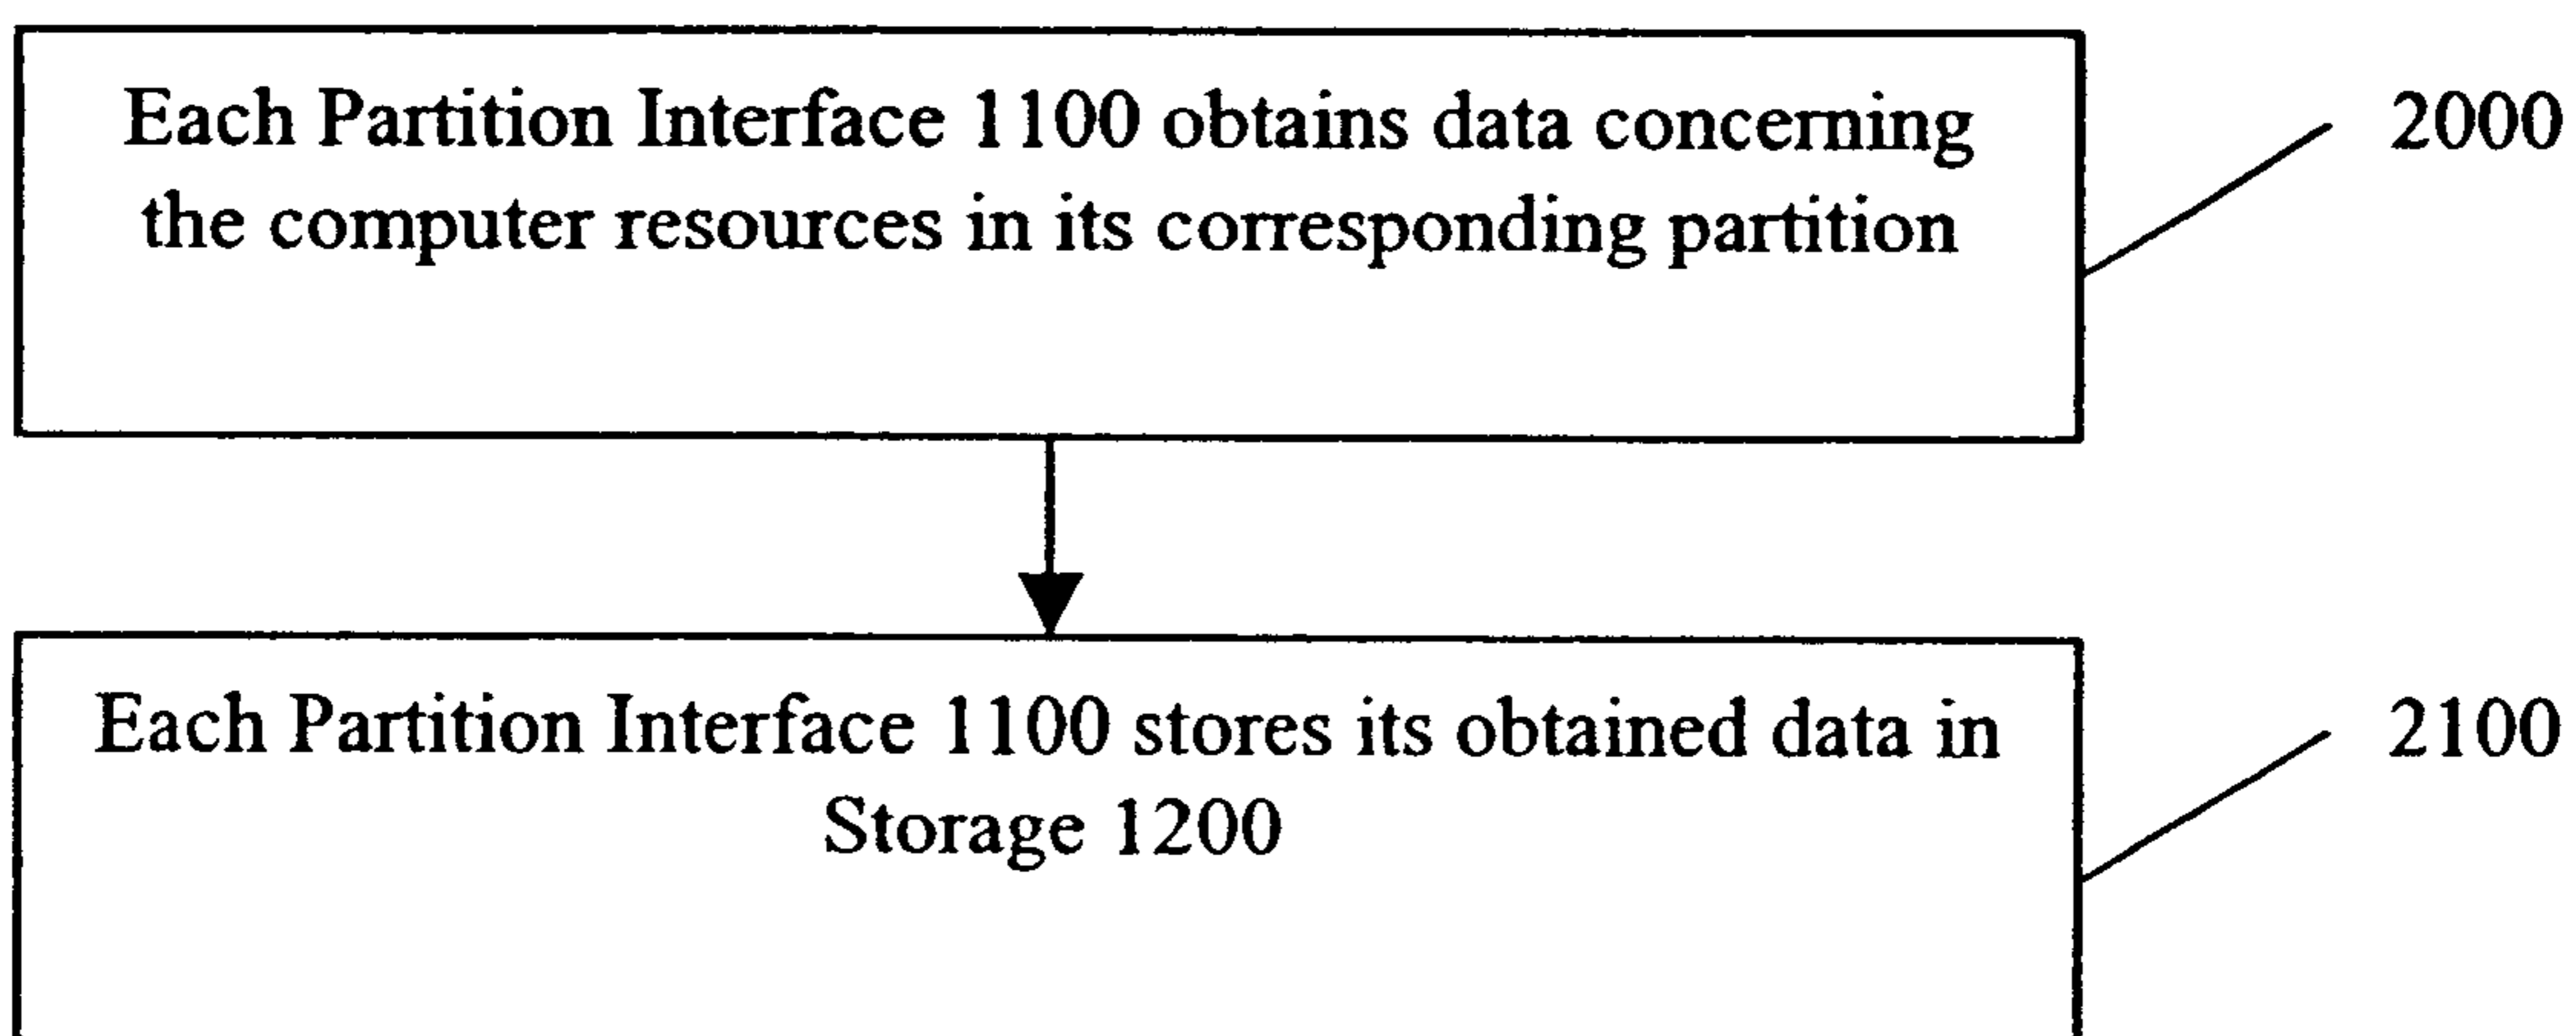 Each Partition Interface 1100 obtains data concerning
the computer resources in its corresponding partition
2000
Each Partition Interface 1100 stores its obtained data in
Storage 1200
2100